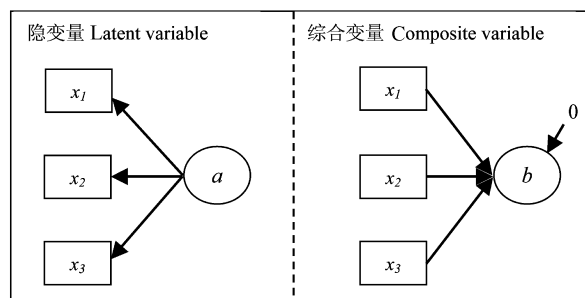 隐变量 Latent variable
x1
x2
x3
a
综合变量 Composite variable
x1
x2
x3
b
0